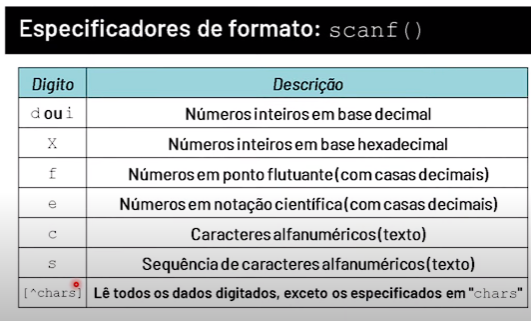 Especificadores de formato: scanf()
Digito Descrição
d ou i Números inteiros em base decimal
X Números inteiros em base hexadecimal
f Números em ponto flutuante(com casas decimais)
e Números em notação científica(com casas decimais)
c Caracteres alfanuméricos(texto)
s Sequência de caracteres alfanuméricos(texto)
[^chars] Lê todos os dados digitados, exceto os especificados em "chars"